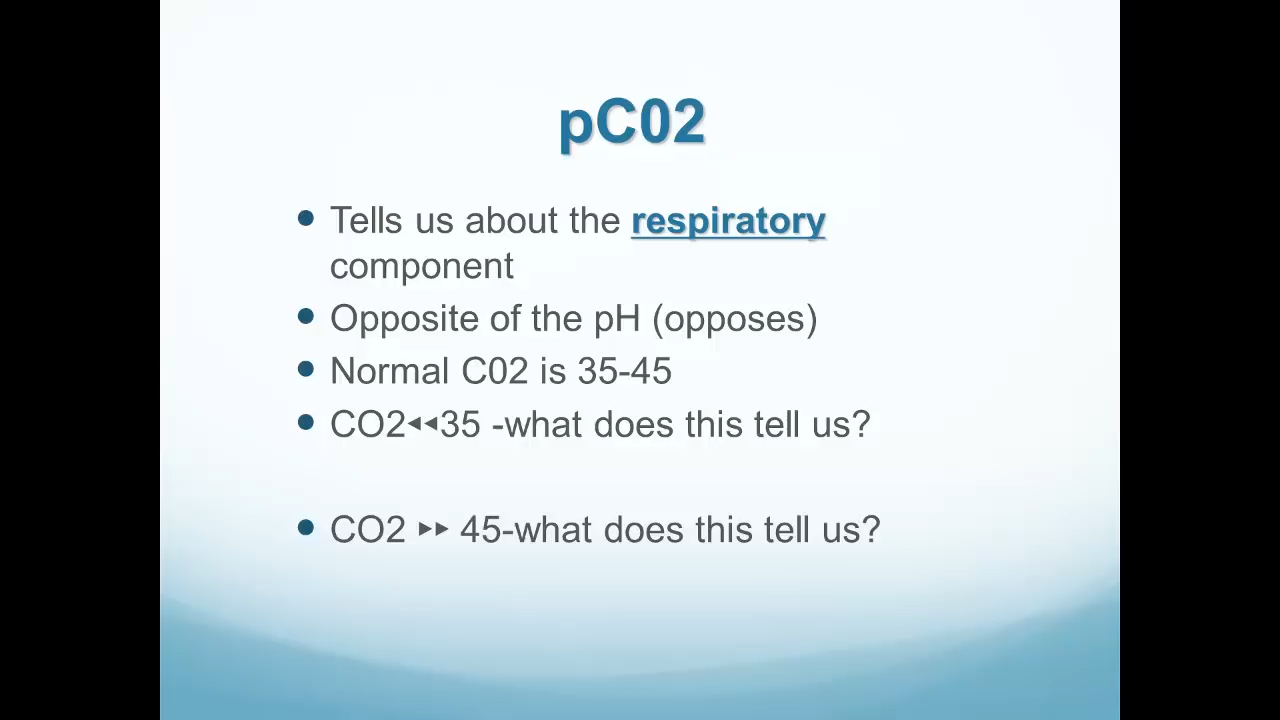 pC02
• Tells us about the respiratory
component
• Opposite of the pH (opposes)
• Normal C02 is 35-45
• CO2◄◄35 -what does this tell us?
• CO2 ►► 45-what does this tell us?